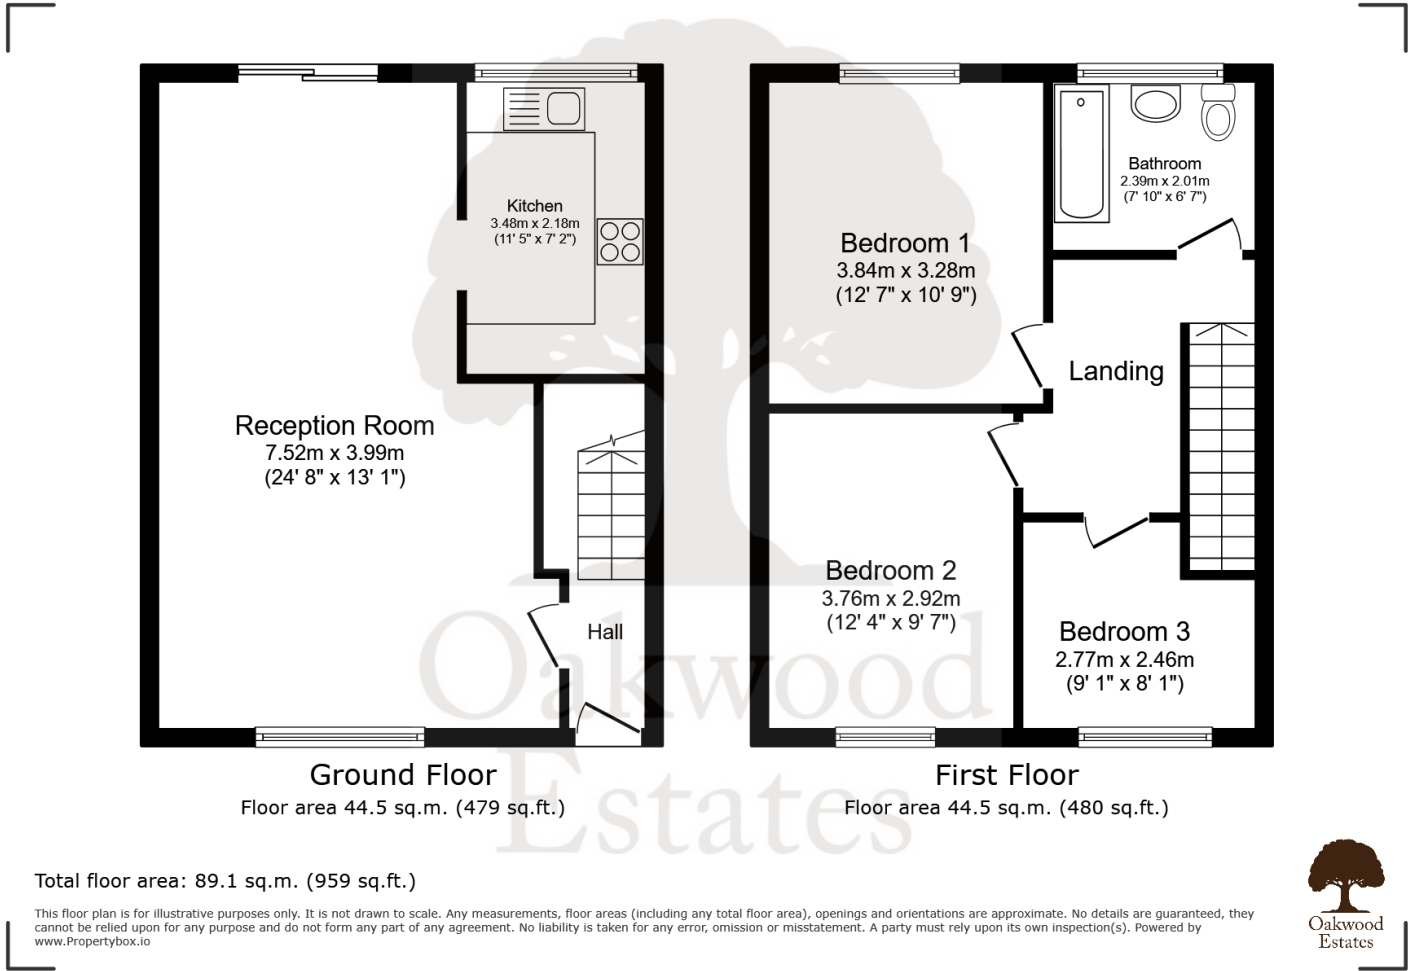 Kitchen
3.48m x 2.18m
(11' 5" x 7' 2")
Reception Room
7.52m x 3.99m
(24' 8" x 13' 1")
Hall
Ground Floor
Floor area 44.5 sq.m. (479 sq.ft.)
Bathroom
2.39m x 2.01m
(7' 10" x 6' 7")
Bedroom 1
3.84m x 3.28m
(12' 7" x 10' 9")
Landing
Bedroom 2
3.76m x 2.92m
(12' 4" x 9' 7")
Bedroom 3
2.77m x 2.46m
(9' 1" x 8' 1")
First Floor
Floor area 44.5 sq.m. (480 sq.ft.)
Oakwood
Estates
Total floor area: 89.1 sq.m. (959 sq.ft.)
This floor plan is for illustrative purposes only. It is not drawn to scale. Any measurements, floor areas (including any total floor area), openings and orientations are approximate. No details are guaranteed, they
cannot be relied upon for any purpose and do not form any part of any agreement. No liability is taken for any error, omission or misstatement. A party must rely upon its own inspection(s). Powered by
www.Propertybox.io
Oakwood
Estates